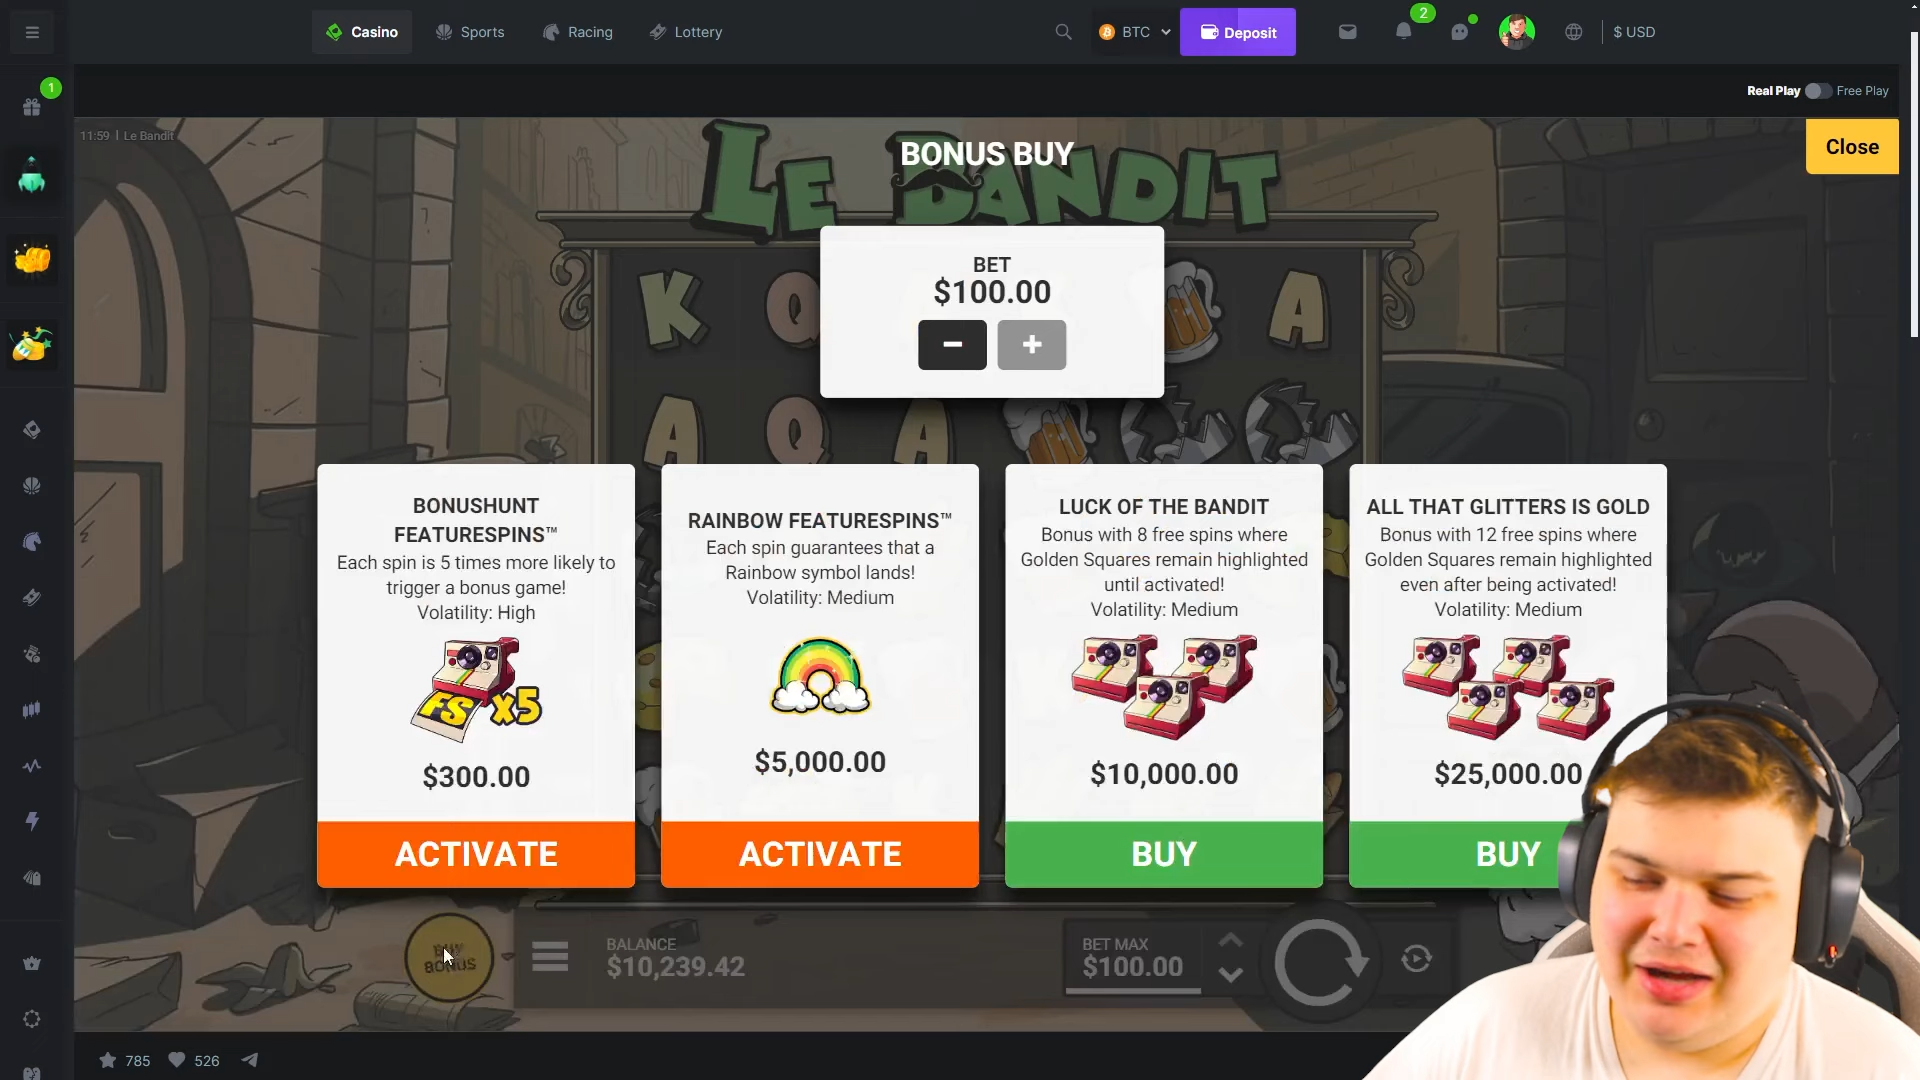 Casino
Sports
Racing
Lottery
BTC
Deposit
2
$ USD
1
Real Play
Free Play
11:59 | Le Bandit
LE BANDIT
BONUS BUY
Close
BET
$100.00
K Q A
A Q A
BONUSHUNT
FEATURESPINS™
Each spin is 5 times more likely to
trigger a bonus game!
Volatility: High
FS x5
$300.00
ACTIVATE
RAINBOW FEATURESPINS™
Each spin guarantees that a
Rainbow symbol lands!
Volatility: Medium
$5,000.00
ACTIVATE
LUCK OF THE BANDIT
Bonus with 8 free spins where
Golden Squares remain highlighted
until activated!
Volatility: Medium
$10,000.00
BUY
ALL THAT GLITTERS IS GOLD
Bonus with 12 free spins where
Golden Squares remain highlighted
even after being activated!
Volatility: Medium
$25,000.00
BUY
BUY
BONUS
BALANCE
$10,239.42
BET MAX
$100.00
785
526